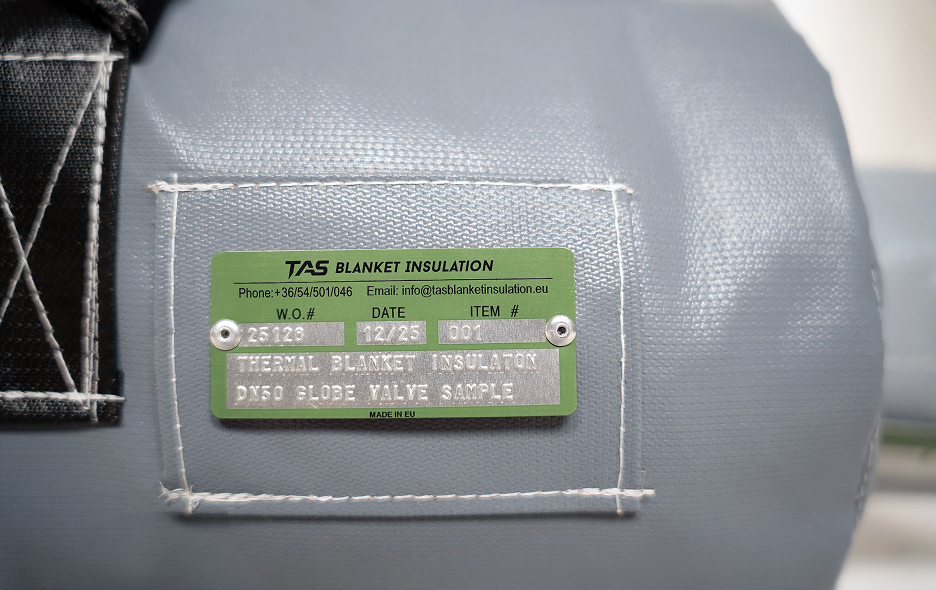 TAS BLANKET INSULATION
Phone:+36/54/501/046 Email: info@tasblanketinsulation.eu
W.O.# DATE ITEM #
25128 12/25 001
THERMAL BLANKET INSULATON
DN50 GLOBE VALVE SAMPLE
MADE IN EU